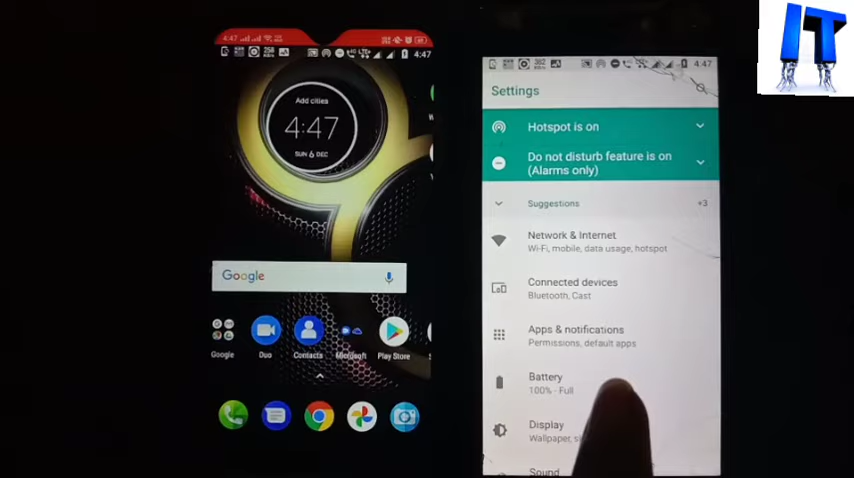 4:47
258
4:47
Add cities
4:47
SUN 6 DEC
Google
Google
Duo
Contacts
Microsoft
Play Store
362
4:47
Settings
Hotspot is on
Do not disturb feature is on
(Alarms only)
Suggestions
+3
Network & Internet
Wi-Fi, mobile, data usage, hotspot
Connected devices
Bluetooth, Cast
Apps & notifications
Permissions, default apps
Battery
100% - Full
Display
Wallpaper,
Sound
IT